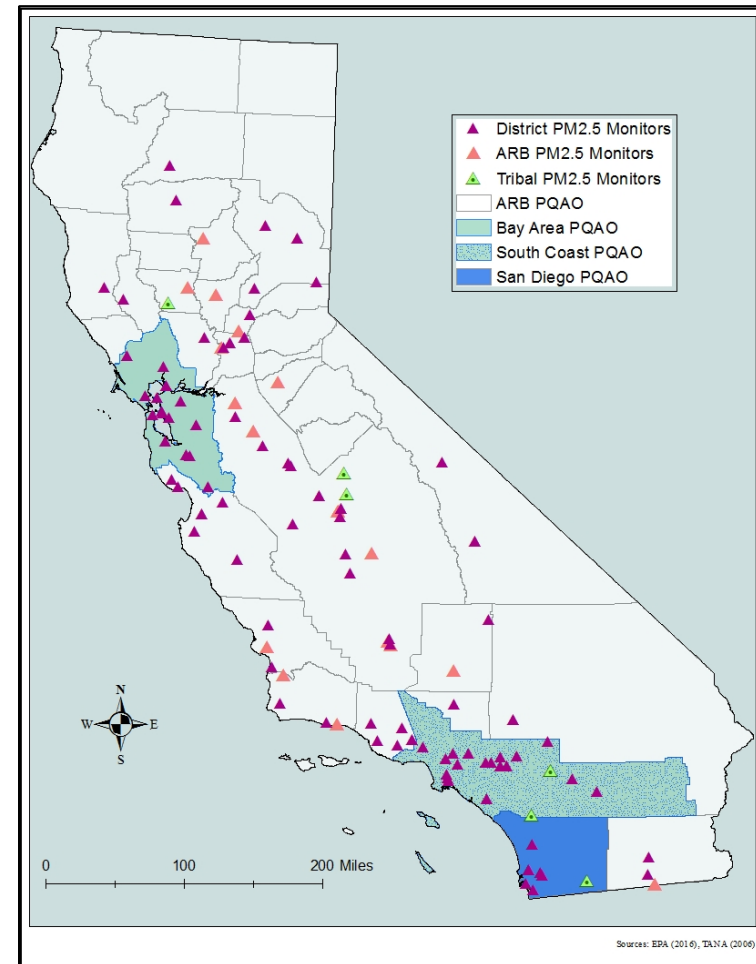 District PM2.5 Monitors
ARB PM2.5 Monitors
Tribal PM2.5 Monitors
ARB PQAO
Bay Area PQAO
South Coast PQAO
San Diego PQAO
N
W E
S
0 100 200 Miles
Sources: EPA (2016), TANA (2006)